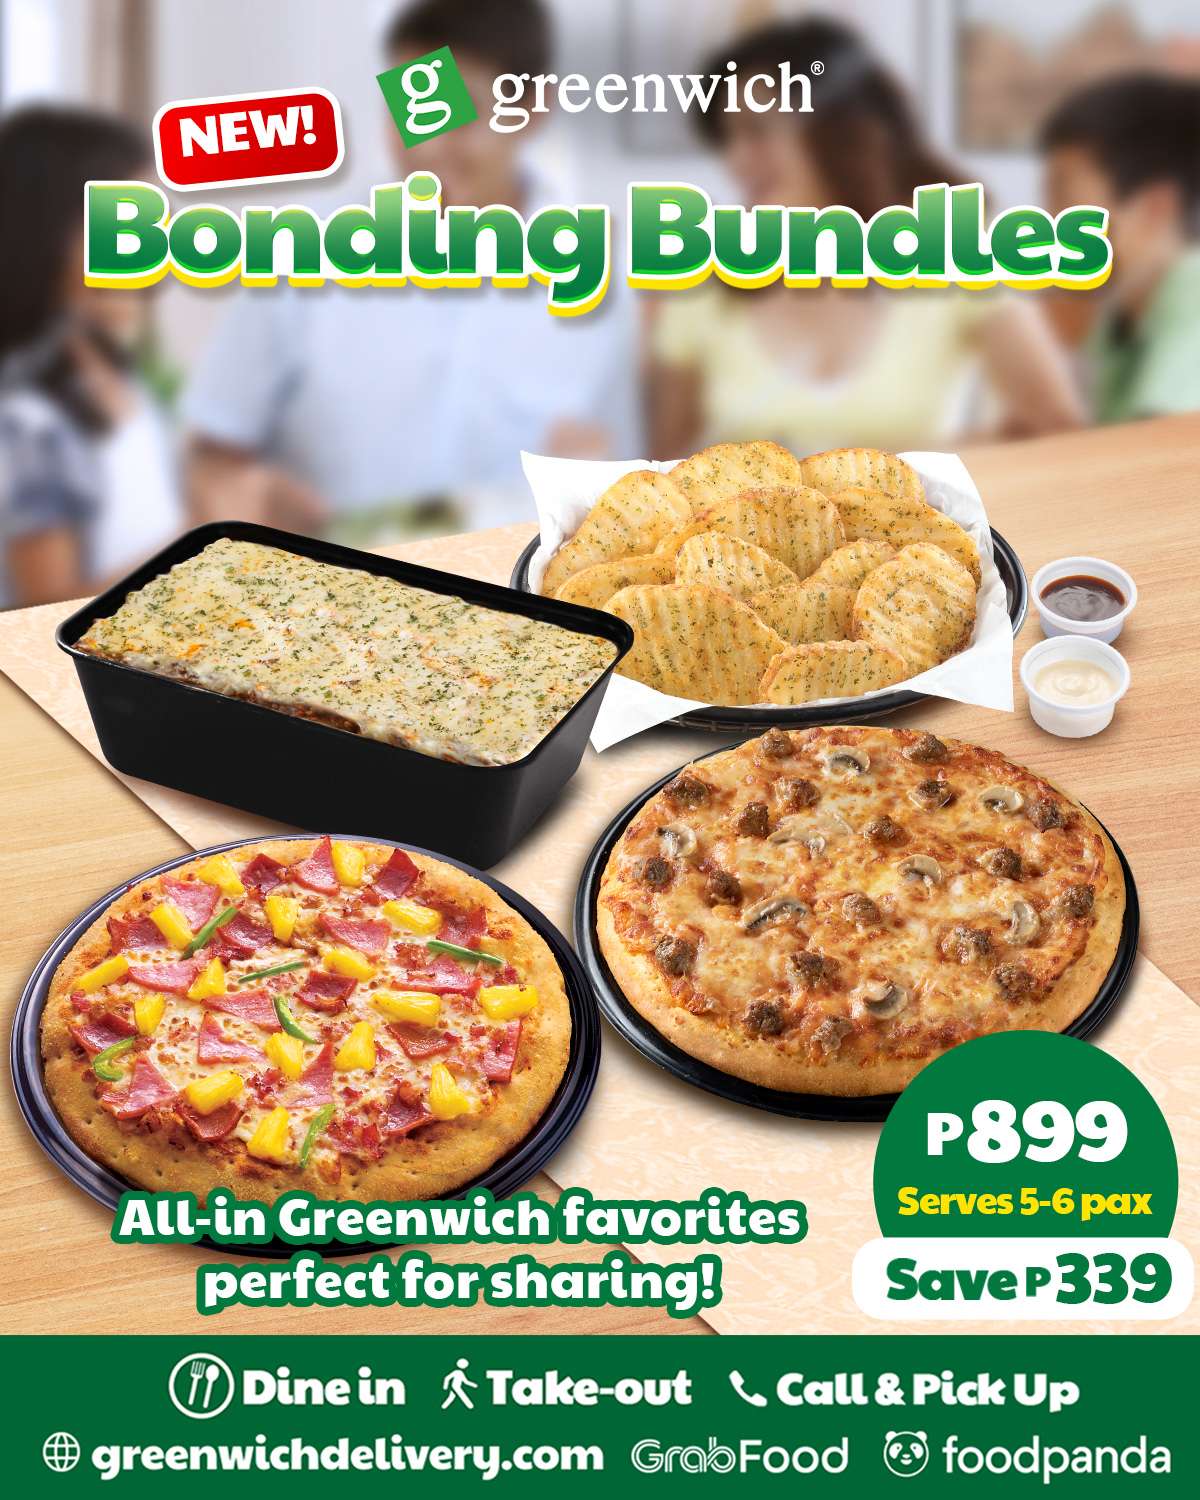 g greenwich®
NEW!
Bonding Bundles
P899
Serves 5-6 pax
Save P339
All-in Greenwich favorites
perfect for sharing!
Dine in Take-out Call & Pick Up
greenwichdelivery.com GrabFood foodpanda